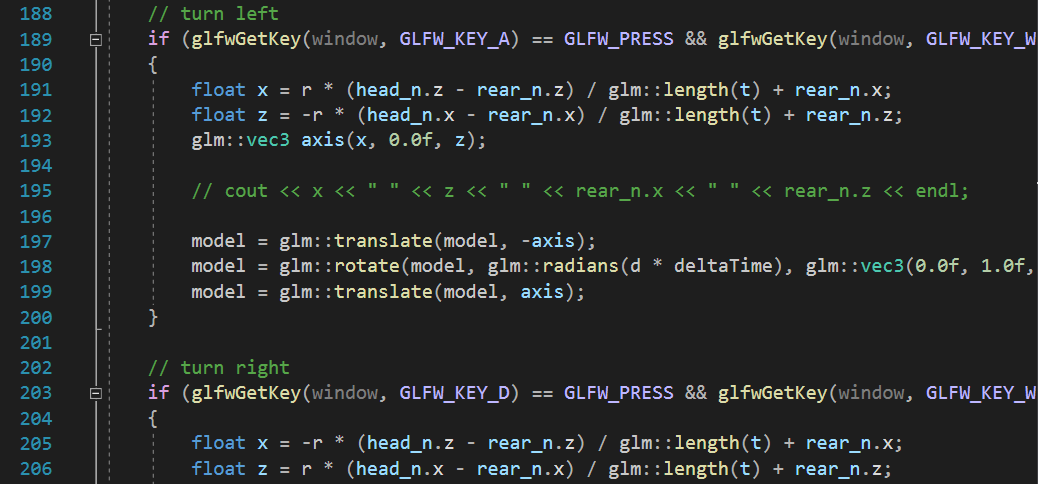 188 // turn left
189 if (glfwGetKey(window, GLFW_KEY_A) == GLFW_PRESS && glfwGetKey(window, GLFW_KEY_W
190 {
191 float x = r * (head_n.z - rear_n.z) / glm::length(t) + rear_n.x;
192 float z = -r * (head_n.x - rear_n.x) / glm::length(t) + rear_n.z;
193 glm::vec3 axis(x, 0.0f, z);
194
195 // cout << x << " " << z << " " << rear_n.x << " " << rear_n.z << endl;
196
197 model = glm::translate(model, -axis);
198 model = glm::rotate(model, glm::radians(d * deltaTime), glm::vec3(0.0f, 1.0f,
199 model = glm::translate(model, axis);
200 }
201
202 // turn right
203 if (glfwGetKey(window, GLFW_KEY_D) == GLFW_PRESS && glfwGetKey(window, GLFW_KEY_W
204 {
205 float x = -r * (head_n.z - rear_n.z) / glm::length(t) + rear_n.x;
206 float z = r * (head_n.x - rear_n.x) / glm::length(t) + rear_n.z;